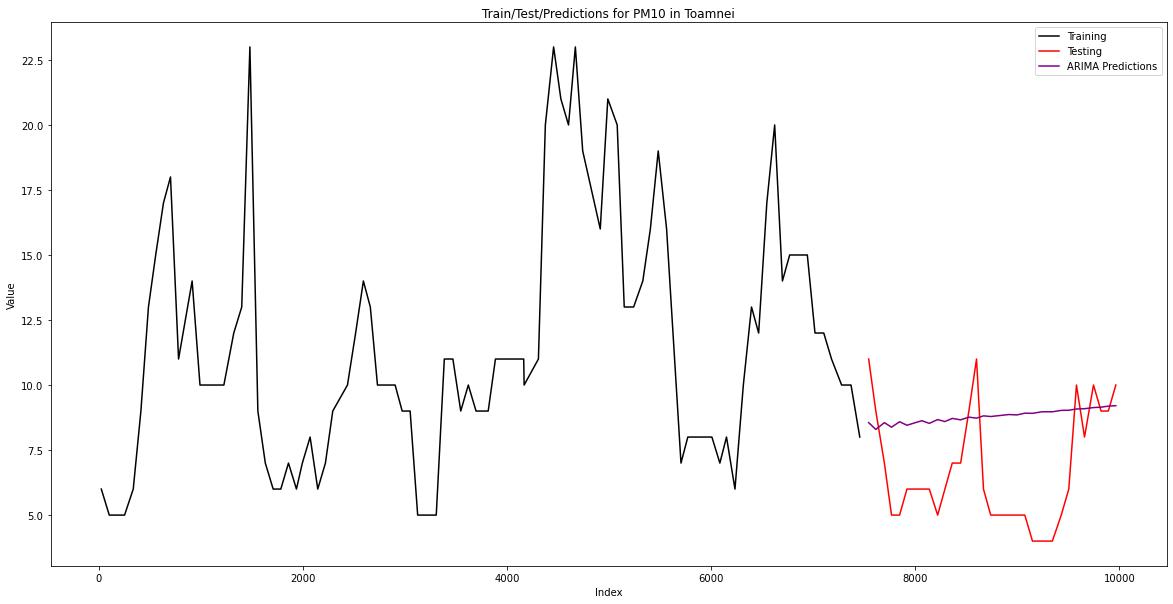 Train/Test/Predictions for PM10 in Toamnei
Training
Testing
ARIMA Predictions
Value
22.5
20.0
17.5
15.0
12.5
10.0
7.5
5.0
0
2000
4000
6000
8000
10000
Index